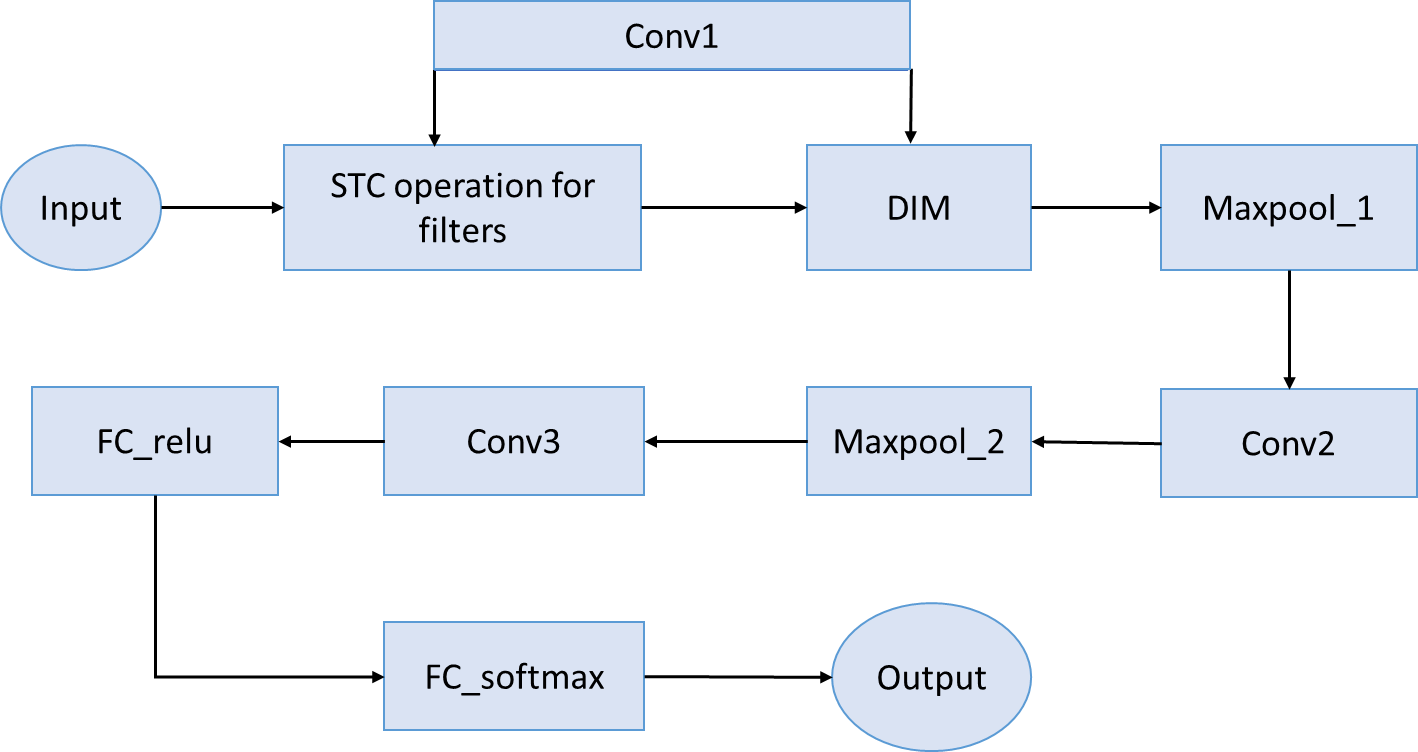 Conv1
Input
STC operation for
filters
DIM
Maxpool_1
FC_relu
Conv3
Maxpool_2
Conv2
FC_softmax
Output